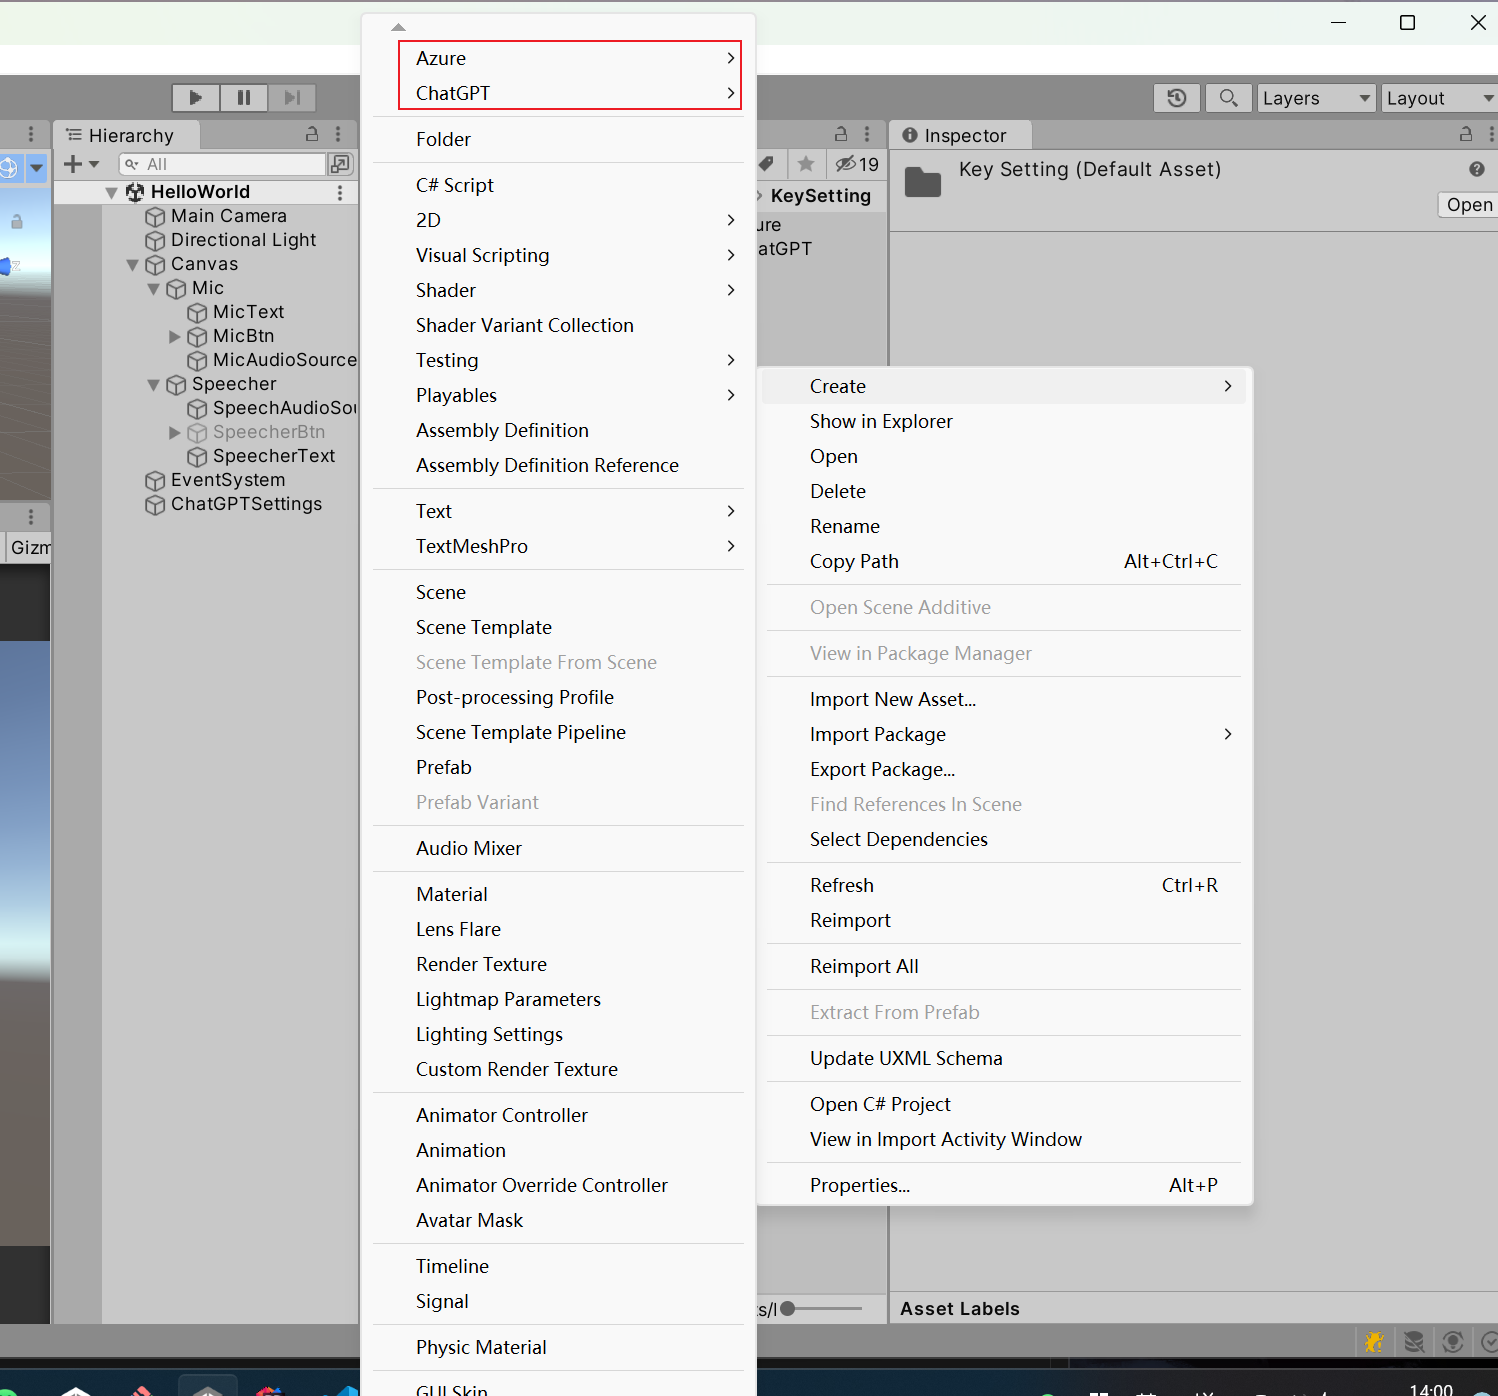 Azure
ChatGPT
Folder
C# Script
2D
Visual Scripting
Shader
Shader Variant Collection
Testing
Playables
Assembly Definition
Assembly Definition Reference
Text
TextMeshPro
Scene
Scene Template
Scene Template From Scene
Post-processing Profile
Scene Template Pipeline
Prefab
Prefab Variant
Audio Mixer
Material
Lens Flare
Render Texture
Lightmap Parameters
Lighting Settings
Custom Render Texture
Animator Controller
Animation
Animator Override Controller
Avatar Mask
Timeline
Signal
Physic Material
GUI Skin
Hierarchy
All
HelloWorld
Main Camera
Directional Light
Canvas
Mic
MicText
MicBtn
MicAudioSource
Speecher
SpeechAudioSou
SpeecherBtn
SpeecherText
EventSystem
ChatGPTSettings
Gizm
19
KeySetting
ure
atGPT
Layers
Layout
Inspector
Key Setting (Default Asset)
Open
Create
Show in Explorer
Open
Delete
Rename
Copy Path Alt+Ctrl+C
Open Scene Additive
View in Package Manager
Import New Asset...
Import Package
Export Package...
Find References In Scene
Select Dependencies
Refresh Ctrl+R
Reimport
Reimport All
Extract From Prefab
Update UXML Schema
Open C# Project
View in Import Activity Window
Properties... Alt+P
ts/I
Asset Labels
14:00